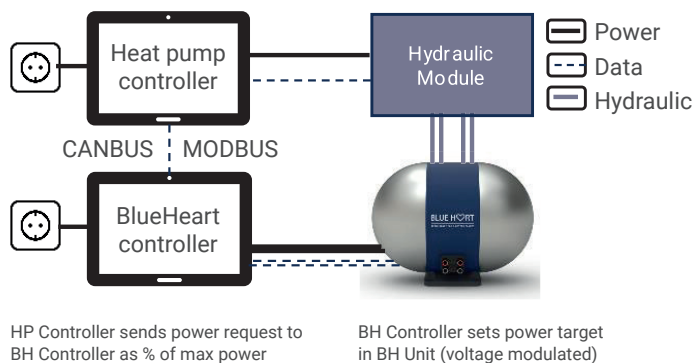 Heat pump
controller
Hydraulic
Module
Power
Data
Hydraulic
CANBUS
MODBUS
BlueHeart
controller
BLUE H♡RT
HP Controller sends power request to
BH Controller as % of max power
BH Controller sets power target
in BH Unit (voltage modulated)